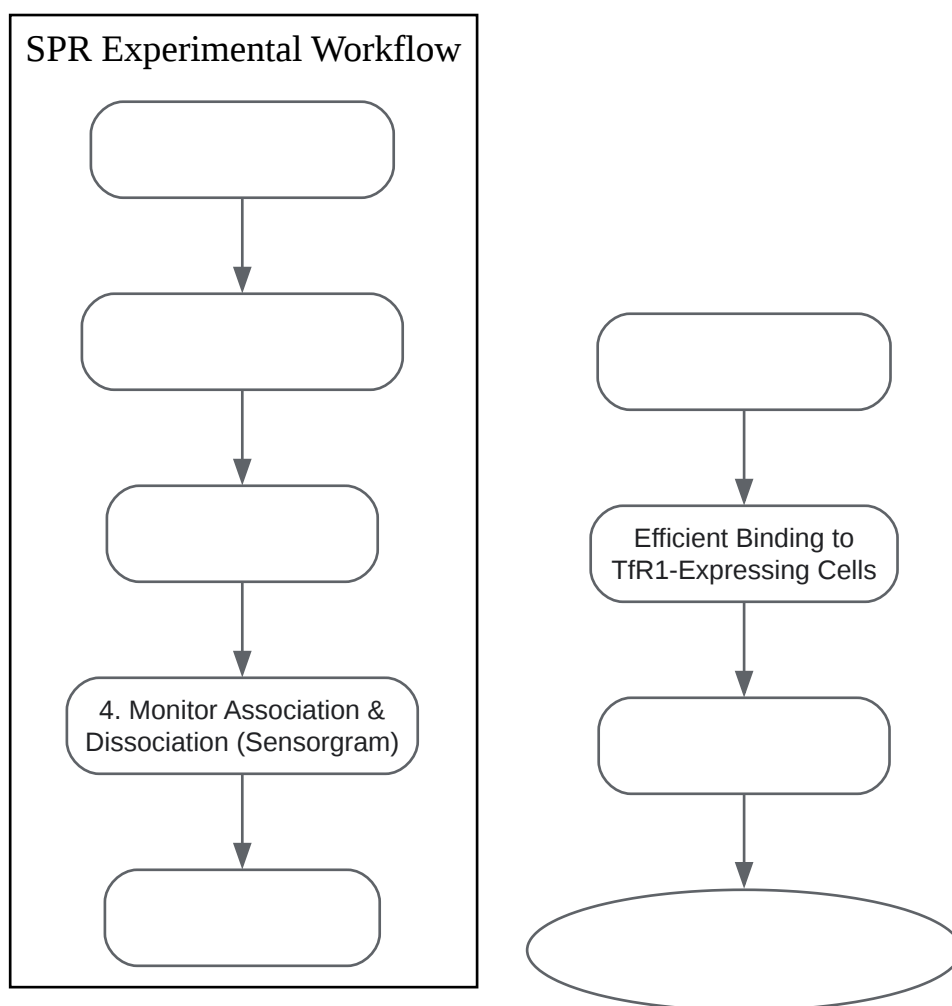 SPR Experimental Workflow
Efficient Binding to
TfR1-Expressing Cells
4. Monitor Association &
Dissociation (Sensorgram)